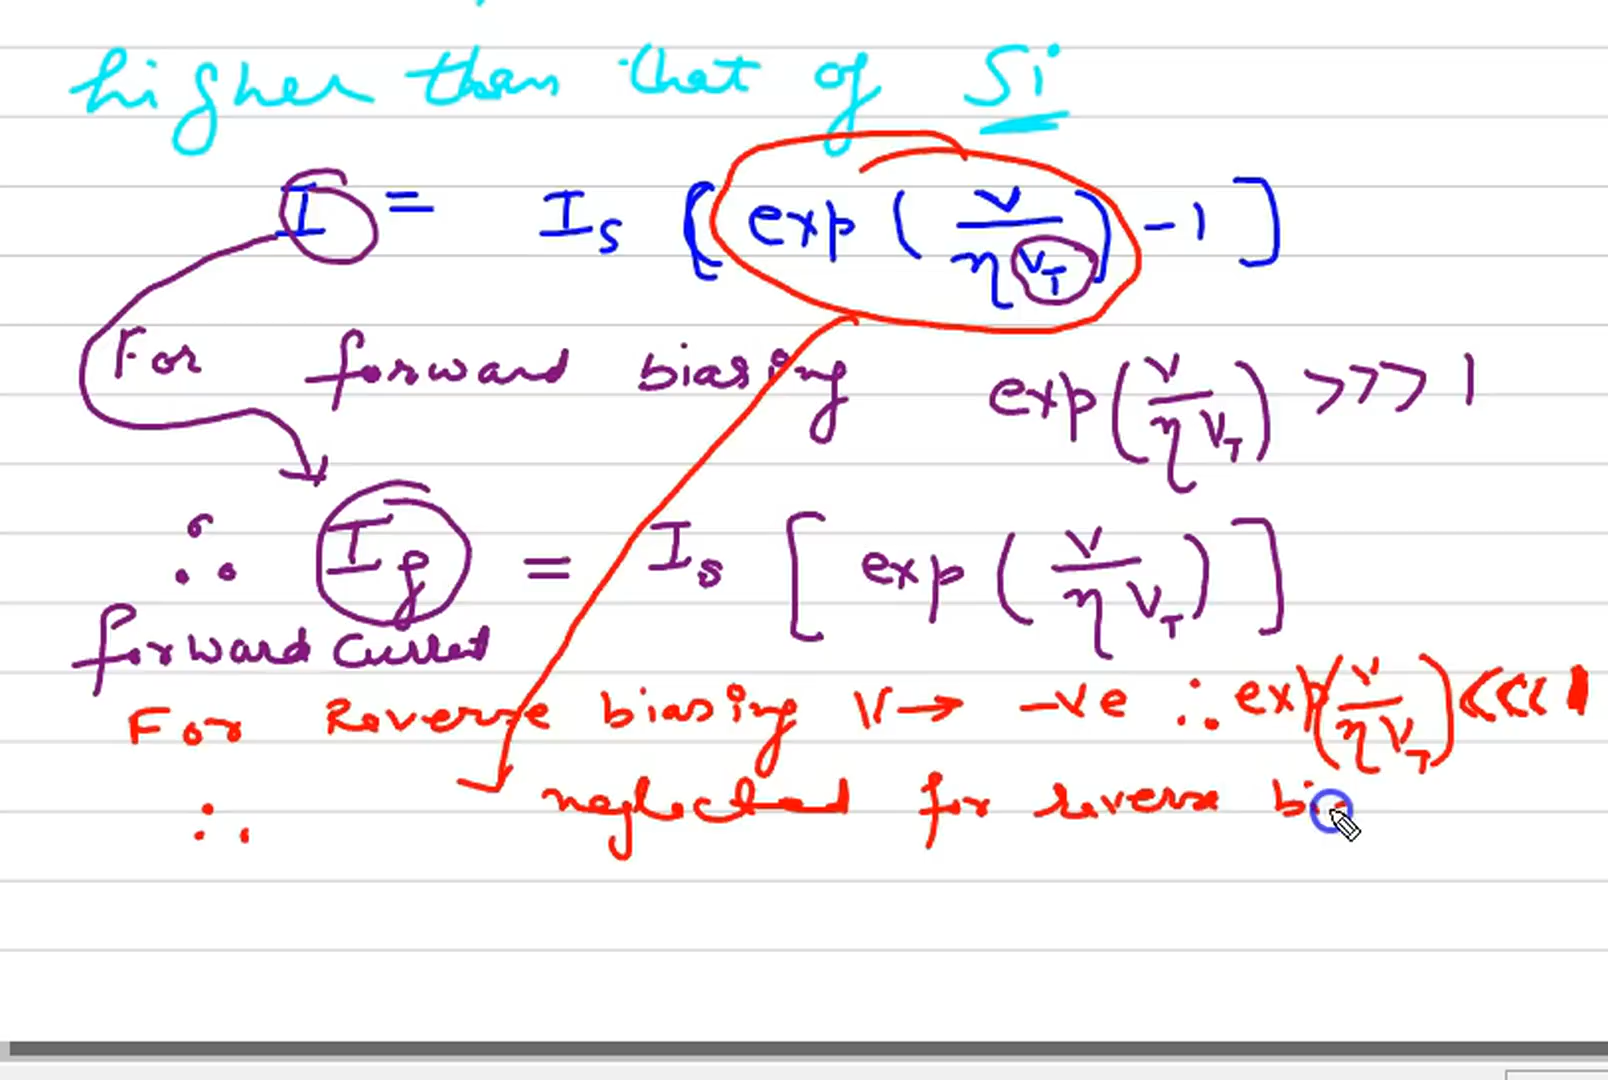 higher than that of Si
I = Is [exp (V/ηVT) - 1]
For forward biasing exp(V/ηVT) >>> 1
∴ If = Is [exp (V/ηVT)]
forward current
For Reverse biasing V → -ve ∴ exp(V/ηVT) <<< 1
∴ neglected for reverse bi